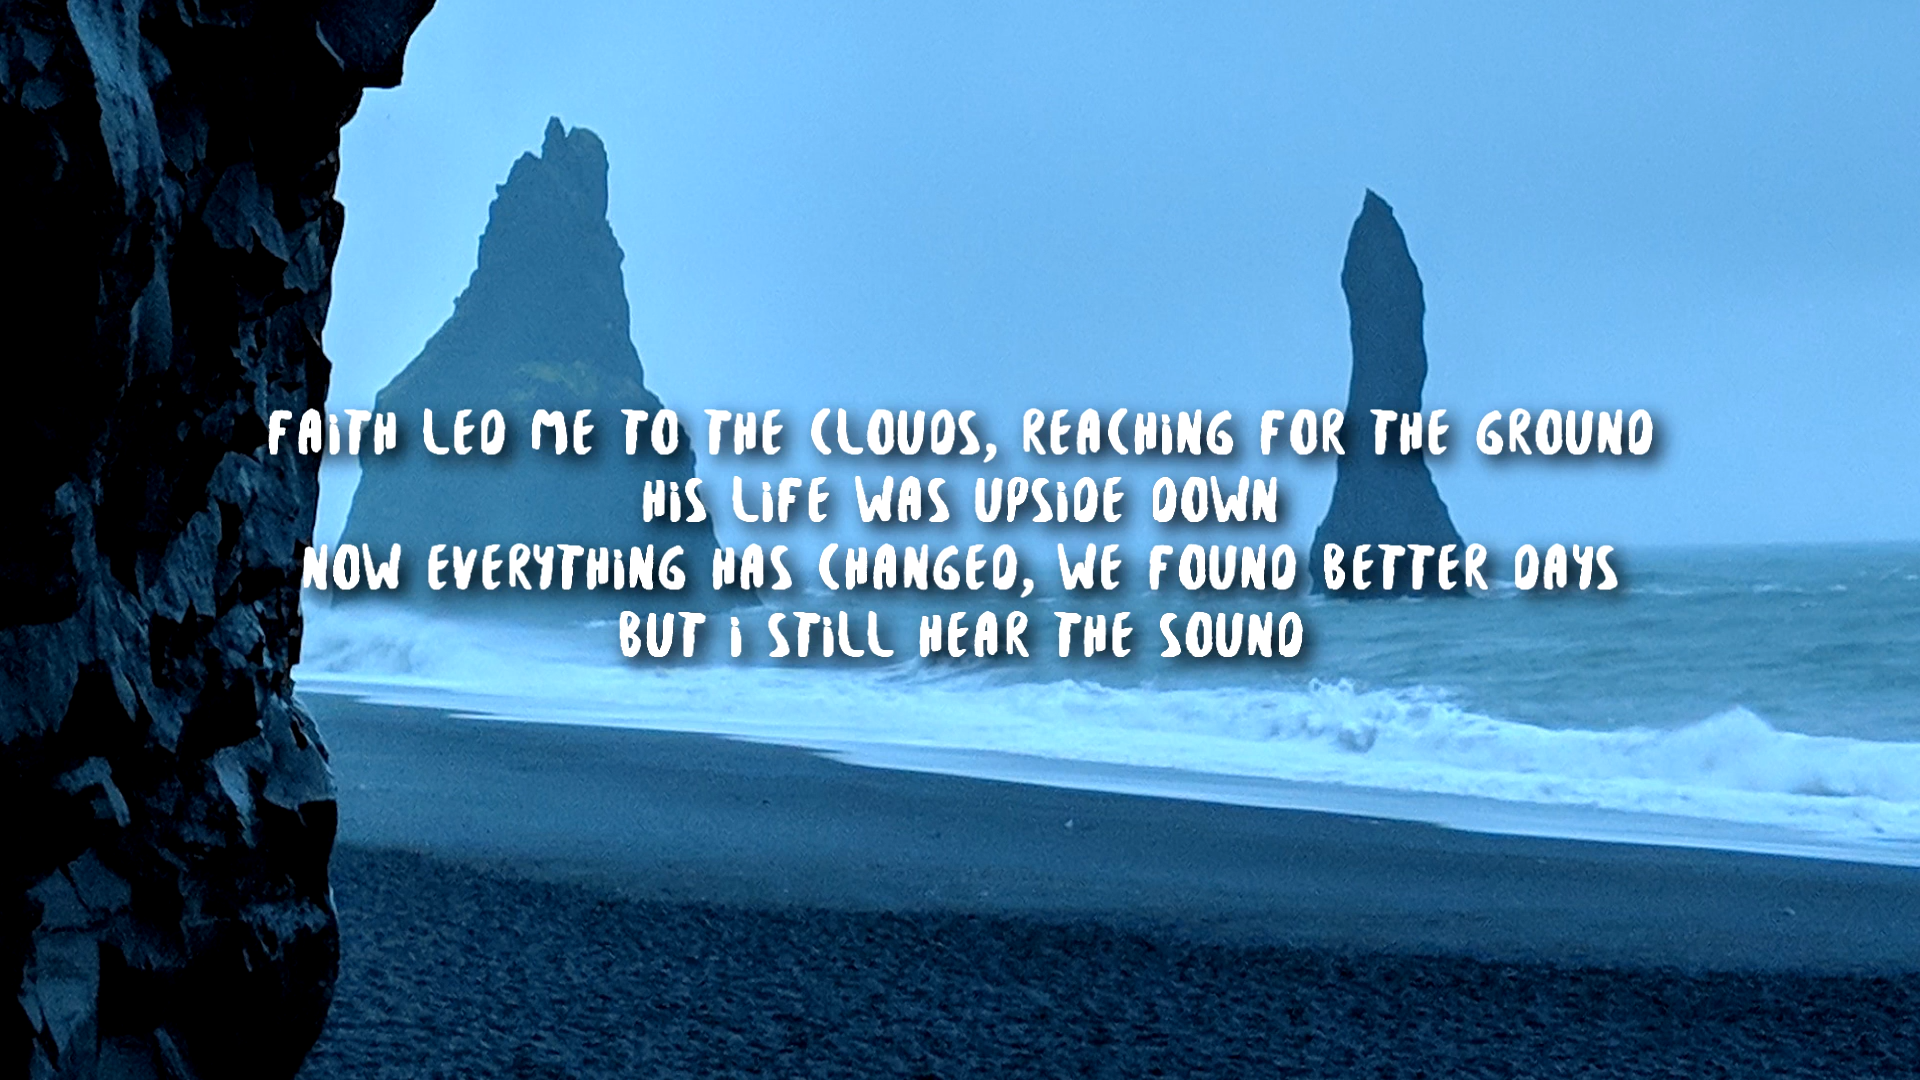 FAiTH LED ME TO THE CLOUDS, REACHiNG FOR THE GROUND
HiS LiFE WAS UPSiDE DOWN
NOW EVERYTHiNG HAS CHANGED, WE FOUND BETTER DAYS
BUT i STiLL HEAR THE SOUND